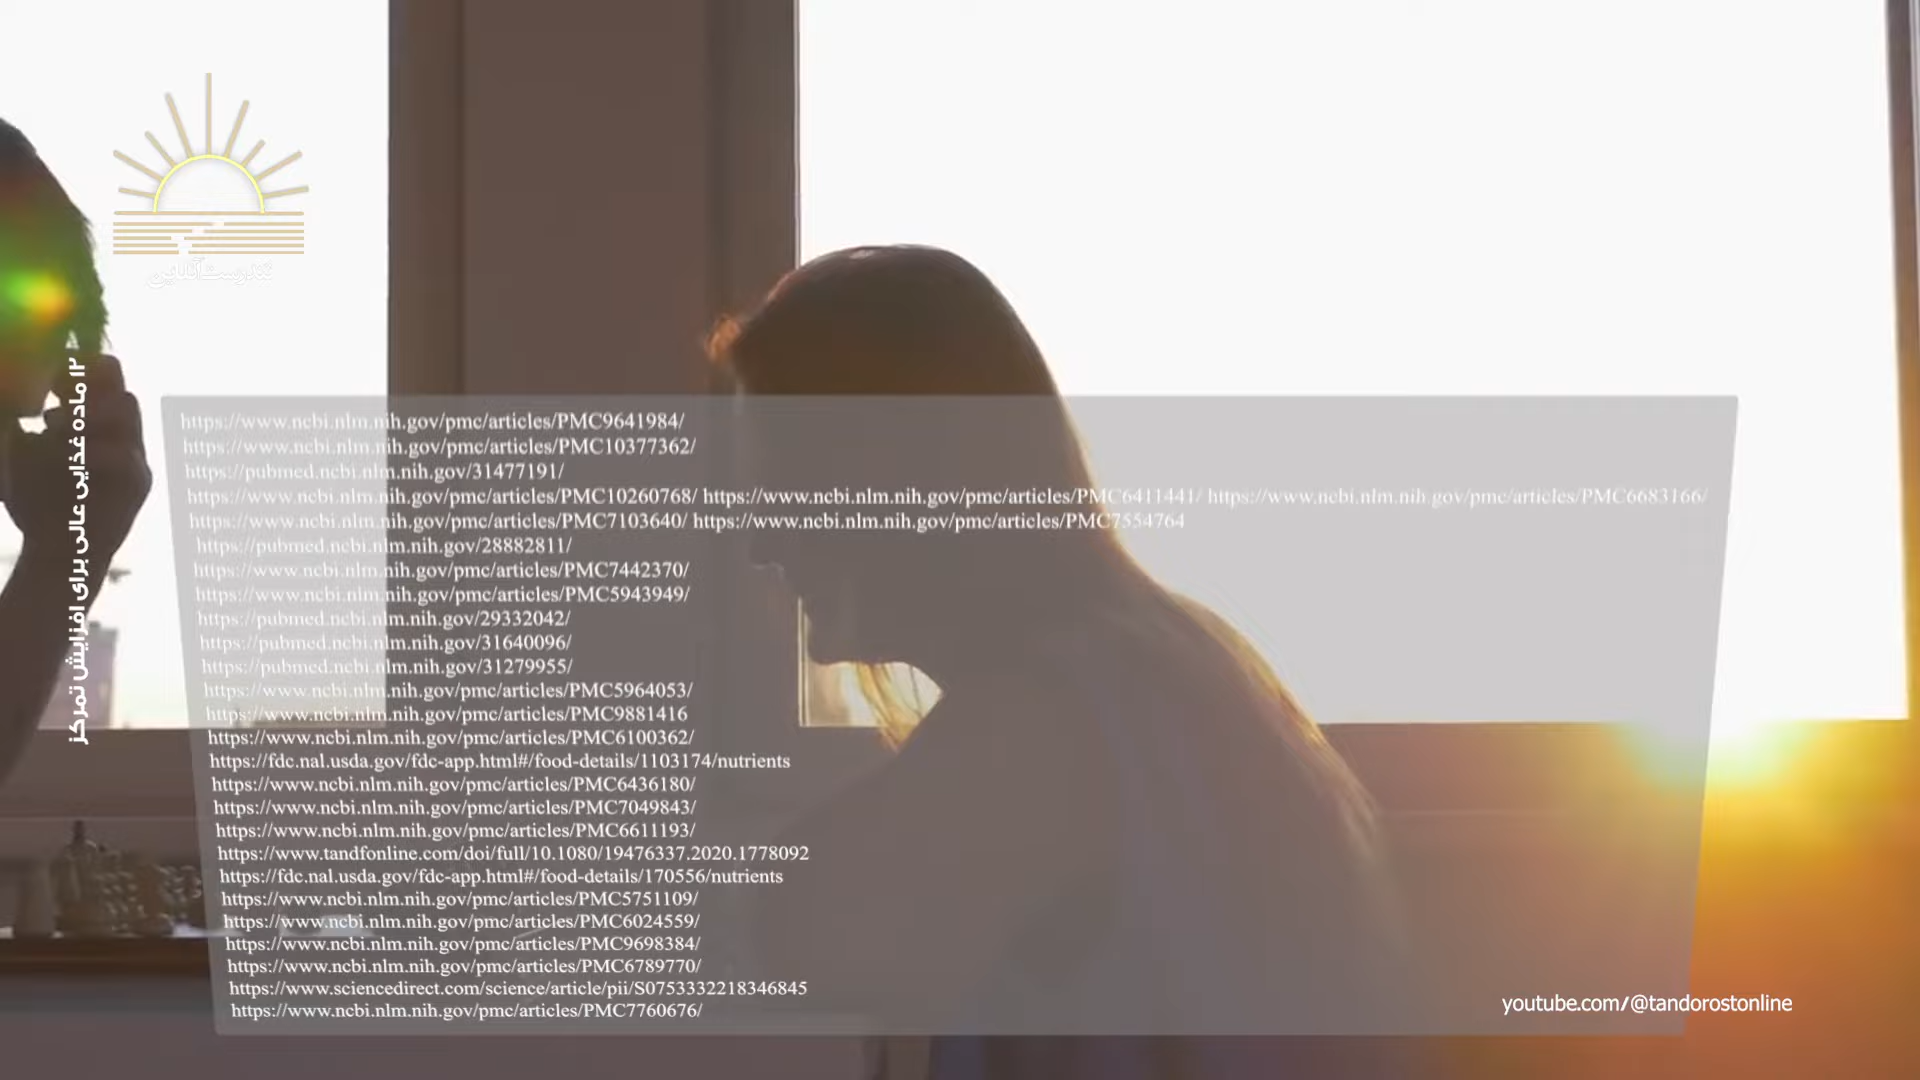 تندرست آنلاین
۱۲ ماده غذایی عالی برای افزایش تمرکز
https://www.ncbi.nlm.nih.gov/pmc/articles/PMC9641984/
https://www.ncbi.nlm.nih.gov/pmc/articles/PMC10377362/
https://pubmed.ncbi.nlm.nih.gov/31477191/
https://www.ncbi.nlm.nih.gov/pmc/articles/PMC10260768/ https://www.ncbi.nlm.nih.gov/pmc/articles/PMC6411441/ https://www.ncbi.nlm.nih.gov/pmc/articles/PMC6683166/
https://www.ncbi.nlm.nih.gov/pmc/articles/PMC7103640/ https://www.ncbi.nlm.nih.gov/pmc/articles/PMC7554764
https://pubmed.ncbi.nlm.nih.gov/28882811/
https://www.ncbi.nlm.nih.gov/pmc/articles/PMC7442370/
https://www.ncbi.nlm.nih.gov/pmc/articles/PMC5943949/
https://pubmed.ncbi.nlm.nih.gov/29332042/
https://pubmed.ncbi.nlm.nih.gov/31640096/
https://pubmed.ncbi.nlm.nih.gov/31279955/
https://www.ncbi.nlm.nih.gov/pmc/articles/PMC5964053/
https://www.ncbi.nlm.nih.gov/pmc/articles/PMC9881416
https://www.ncbi.nlm.nih.gov/pmc/articles/PMC6100362/
https://fdc.nal.usda.gov/fdc-app.html#/food-details/1103174/nutrients
https://www.ncbi.nlm.nih.gov/pmc/articles/PMC6436180/
https://www.ncbi.nlm.nih.gov/pmc/articles/PMC7049843/
https://www.ncbi.nlm.nih.gov/pmc/articles/PMC6611193/
https://www.tandfonline.com/doi/full/10.1080/19476337.2020.1778092
https://fdc.nal.usda.gov/fdc-app.html#/food-details/170556/nutrients
https://www.ncbi.nlm.nih.gov/pmc/articles/PMC5751109/
https://www.ncbi.nlm.nih.gov/pmc/articles/PMC6024559/
https://www.ncbi.nlm.nih.gov/pmc/articles/PMC9698384/
https://www.ncbi.nlm.nih.gov/pmc/articles/PMC6789770/
https://www.sciencedirect.com/science/article/pii/S0753332218346845
https://www.ncbi.nlm.nih.gov/pmc/articles/PMC7760676/
youtube.com/@tandorostonline